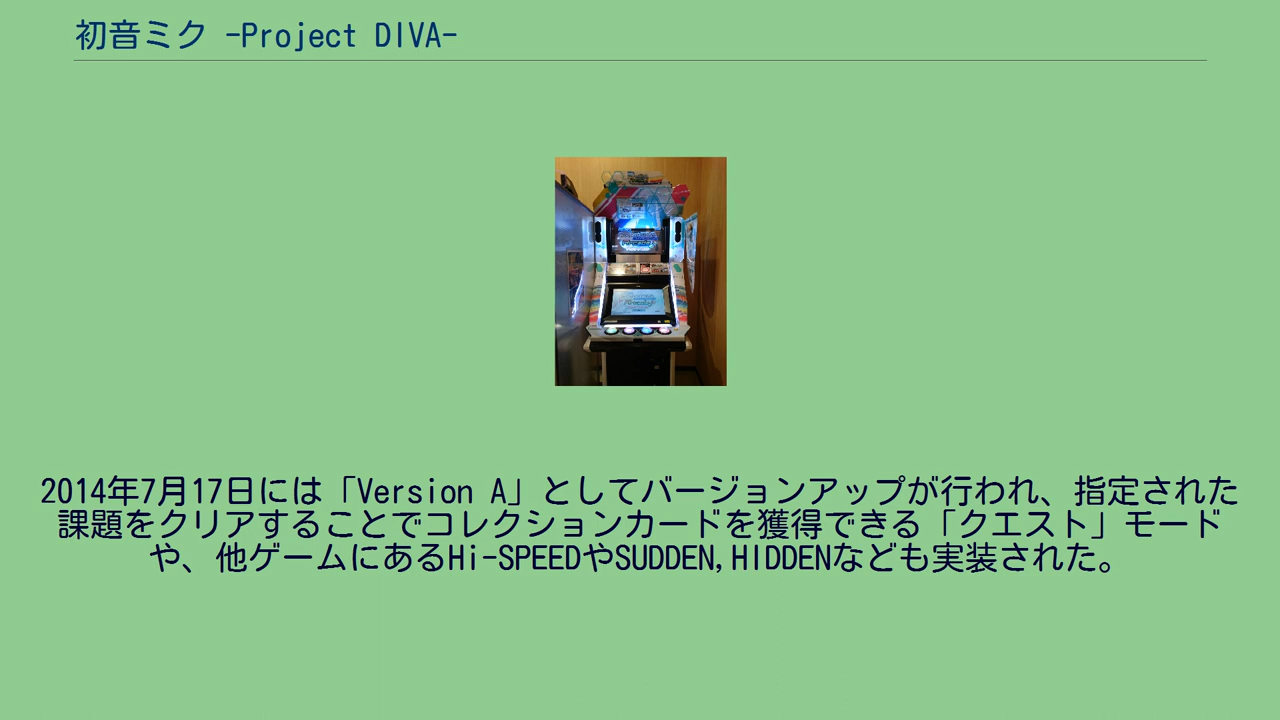 初音ミク -Project DIVA-
2014年7月17日には「Version A」としてバージョンアップが行われ、指定された
課題をクリアすることでコレクションカードを獲得できる「クエスト」モード
や、他ゲームにあるHi-SPEEDやSUDDEN,HIDDENなども実装された。